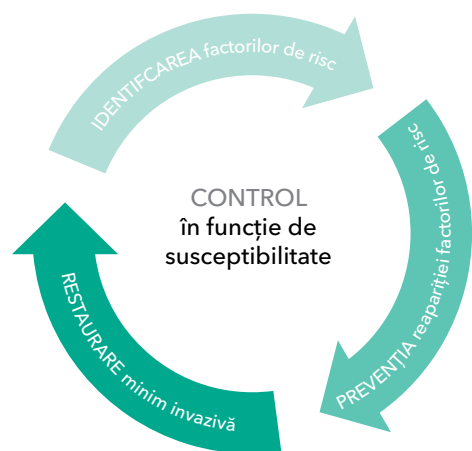 IDENTIFCAREA factorilor de risc
CONTROL
în funcție de
susceptibilitate
PREVENȚIA reapariției factorilor de risc
RESTAURARE minim invazivă